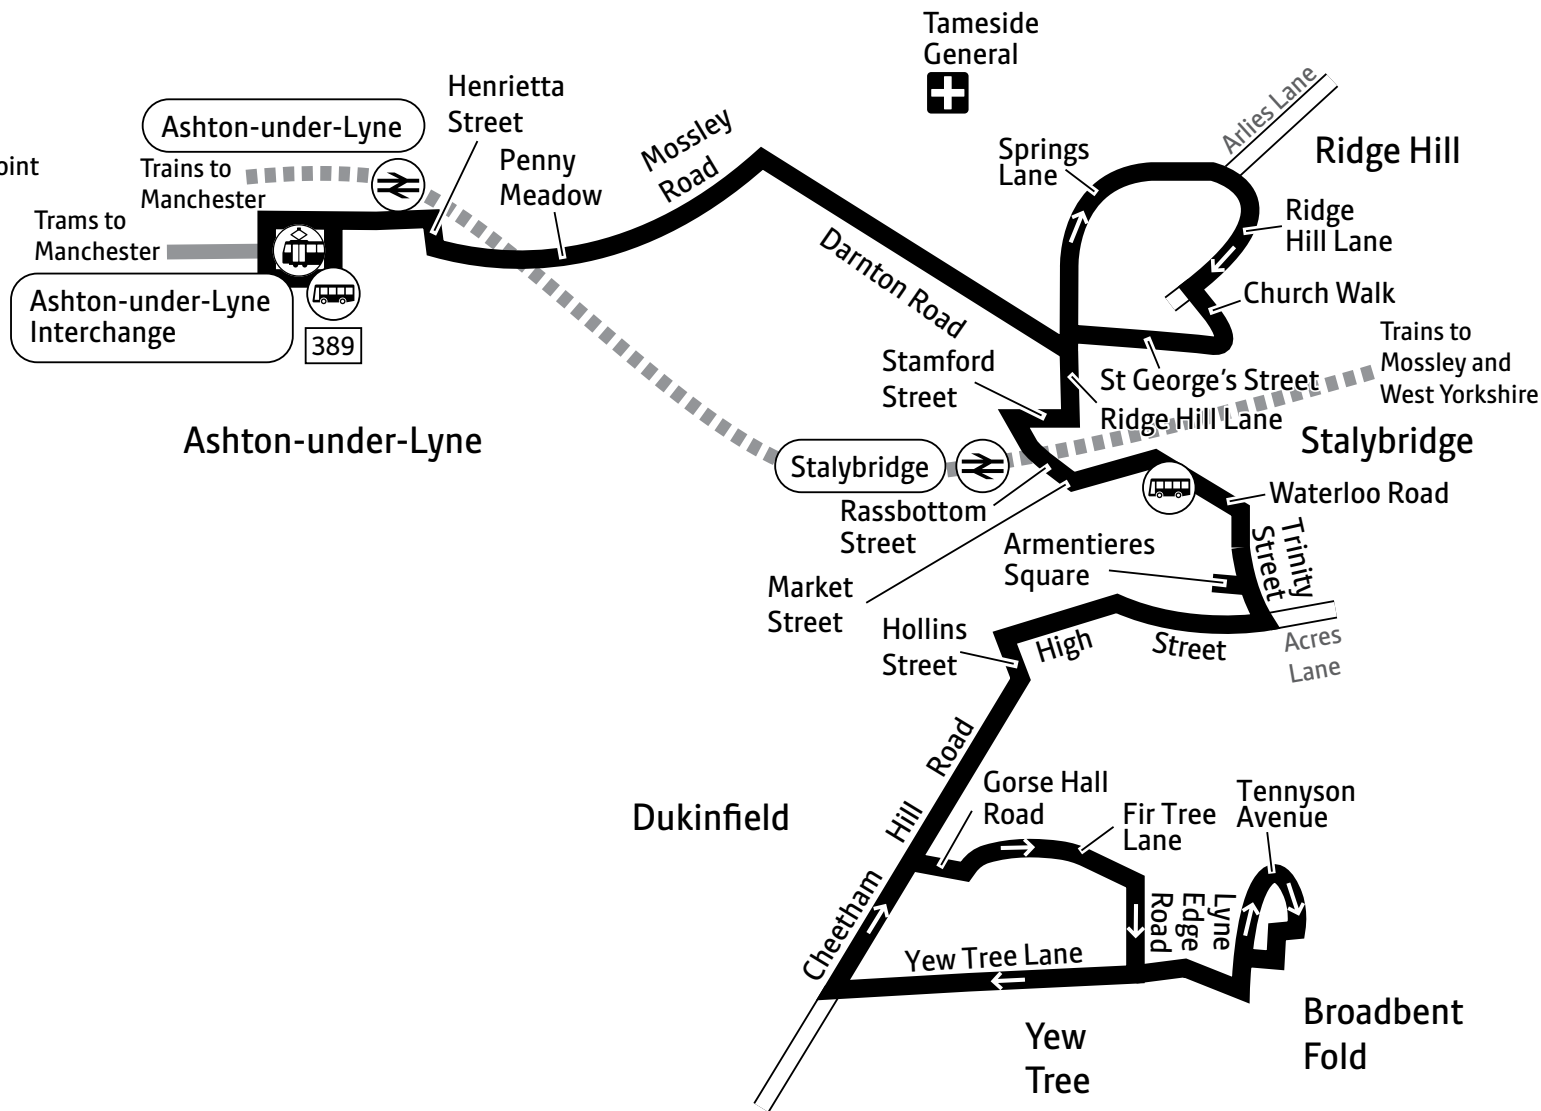 Tameside
General
Arlies Lane
Ridge Hill
Henrietta
Street
Ashton-under-Lyne
Mossley
Road
Springs
Lane
oint
Trains to
Manchester
Penny
Meadow
Trams to
Manchester
Ridge
Hill Lane
Darnton Road
Church Walk
Ashton-under-Lyne
Interchange
389
Trains to
Mossley and
West Yorkshire
Stamford
Street
St George's Street
Ridge Hill Lane
Ashton-under-Lyne
Stalybridge
Stalybridge
Waterloo Road
Rassbottom
Street
Armentieres
Square
Trinity
Street
Market
Street
Hollins
Street
High
Street
Acres
Lane
Cheetham
Hill
Road
Gorse Hall
Road
Fir Tree
Lane
Tennyson
Avenue
Dukinfield
Lyne
Edge
Road
Yew Tree Lane
Broadbent
Fold
Yew
Tree